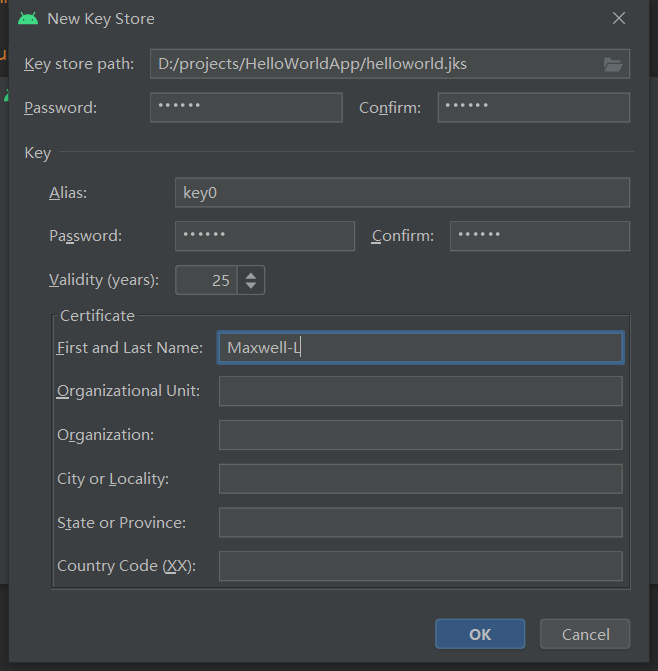 New Key Store
Key store path: D:/projects/HelloWorldApp/helloworld.jks
Password: •••••• Confirm: ••••••
Key
Alias: key0
Password: •••••• Confirm: ••••••
Validity (years): 25
Certificate
First and Last Name: Maxwell-L
Organizational Unit:
Organization:
City or Locality:
State or Province:
Country Code (XX):
OK Cancel